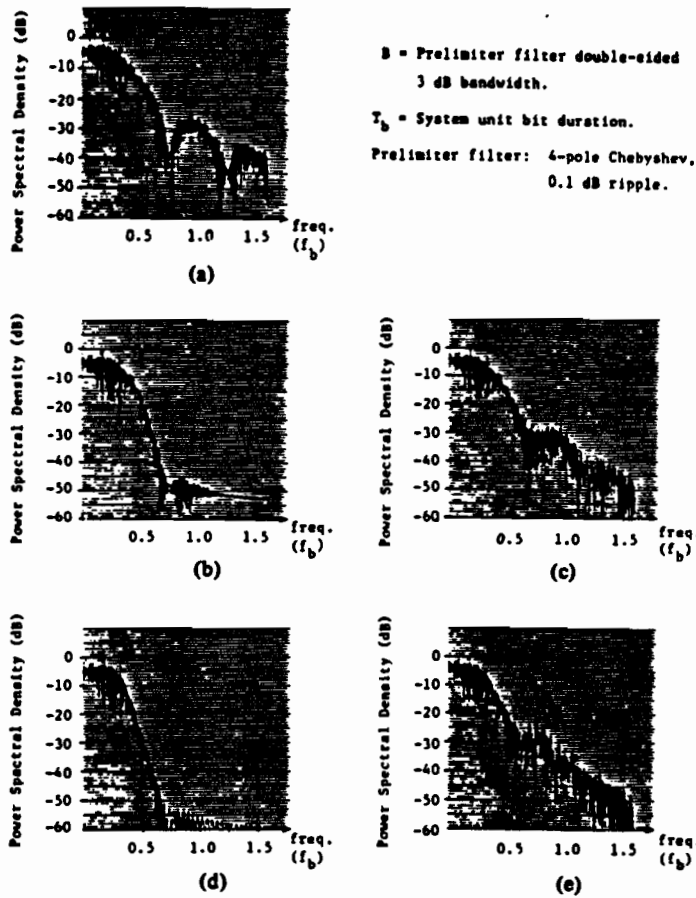 B = Prelimiter filter double-sided
3 dB bandwidth.
T_b = System unit bit duration.
Prelimiter filter: 4-pole Chebyshev,
0.1 dB ripple.
Power Spectral Density (dB)
0
-10
-20
-30
-40
-50
-60
0.5 1.0 1.5 freq.
(f_b)
(a)
Power Spectral Density (dB)
0
-10
-20
-30
-40
-50
-60
0.5 1.0 1.5 freq.
(f_b)
(b)
Power Spectral Density (dB)
0
-10
-20
-30
-40
-50
-60
0.5 1.0 1.5 freq.
(f_b)
(c)
Power Spectral Density (dB)
0
-10
-20
-30
-40
-50
-60
0.5 1.0 1.5 freq.
(f_b)
(d)
Power Spectral Density (dB)
0
-10
-20
-30
-40
-50
-60
0.5 1.0 1.5 freq.
(f_b)
(e)